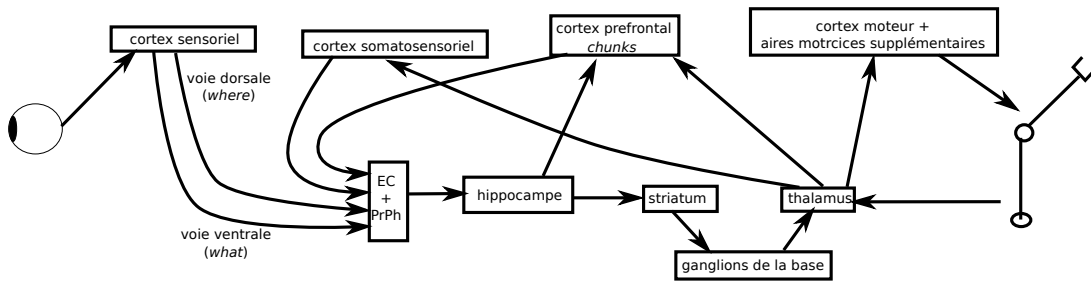 cortex sensoriel
cortex somatosensoriel
cortex prefrontal
chunks
cortex moteur +
aires motrcices supplémentaires
voie dorsale
(where)
EC
+
PrPh
hippocampe
striatum
thalamus
voie ventrale
(what)
ganglions de la base